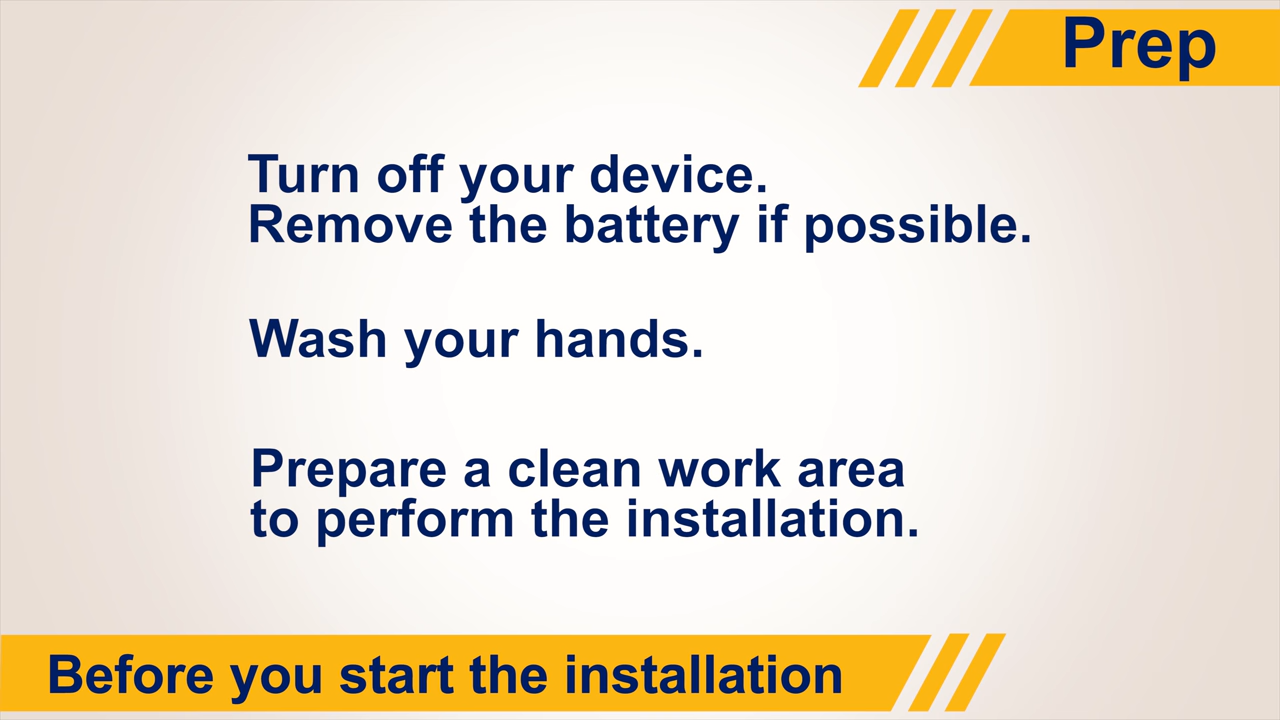 Prep
Turn off your device.
Remove the battery if possible.
Wash your hands.
Prepare a clean work area
to perform the installation.
Before you start the installation